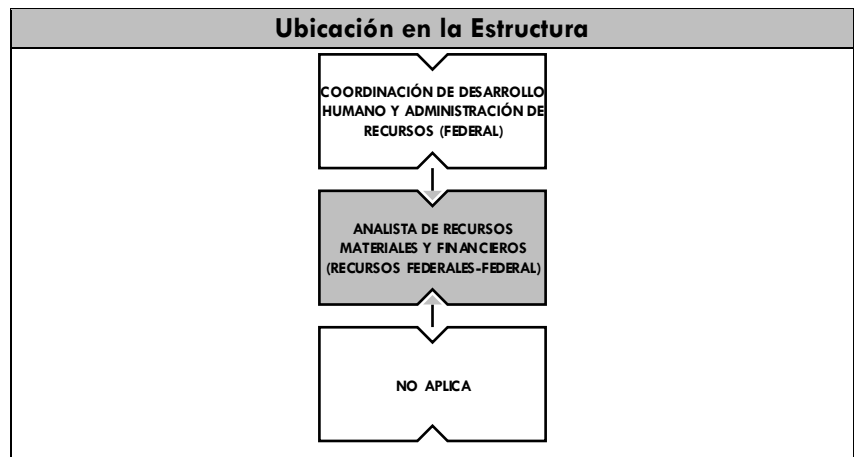 Ubicación en la Estructura
COORDINACIÓN DE DESARROLLO
HUMANO Y ADMINISTRACIÓN DE
RECURSOS (FEDERAL)
ANALISTA DE RECURSOS
MATERIALES Y FINANCIEROS
(RECURSOS FEDERALES-FEDERAL)
NO APLICA